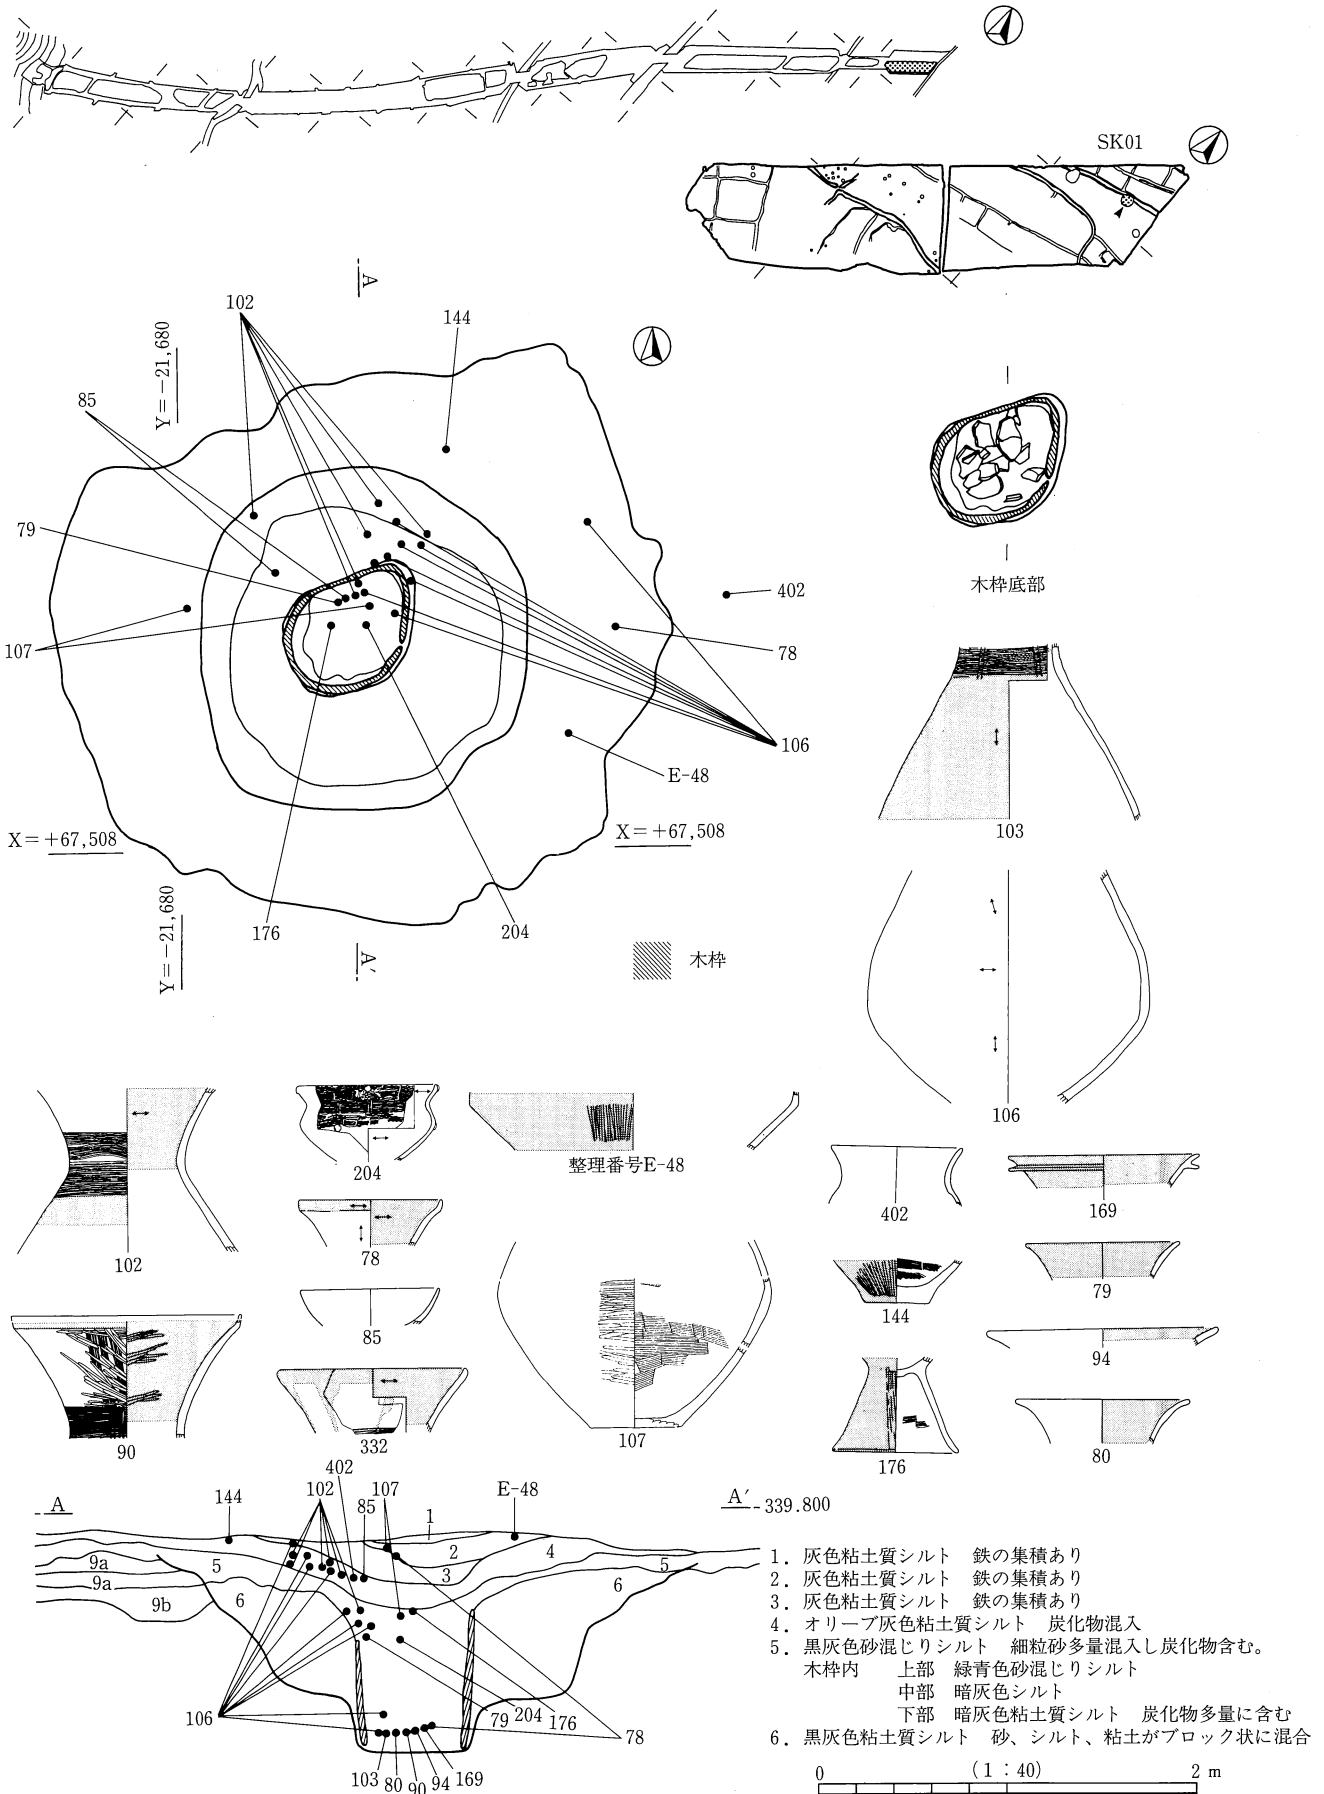 SK01
A
102
144
Y=−21,680
85
79
402
木枠底部
107
78
106
E-48
103
X=+67,508
X=+67,508
Y=−21,680
176
204
A′
木枠
106
204
整理番号E-48
402
169
102
78
79
85
144
94
90
332
107
176
80
A
144
102
402
85
107
E-48
A′
339.800
1
2
3
4
5
5
6
6
9a
9a
9b
106
79
204
176
78
103
80
90
94
169
1. 灰色粘土質シルト 鉄の集積あり
2. 灰色粘土質シルト 鉄の集積あり
3. 灰色粘土質シルト 鉄の集積あり
4. オリーブ灰色粘土質シルト 炭化物混入
5. 黒灰色砂混じりシルト 細粒砂多量混入し炭化物含む。
木枠内 上部 緑青色砂混じりシルト
中部 暗灰色シルト
下部 暗灰色粘土質シルト 炭化物多量に含む
6. 黒灰色粘土質シルト 砂、シルト、粘土がブロック状に混合
0 (1:40) 2 m